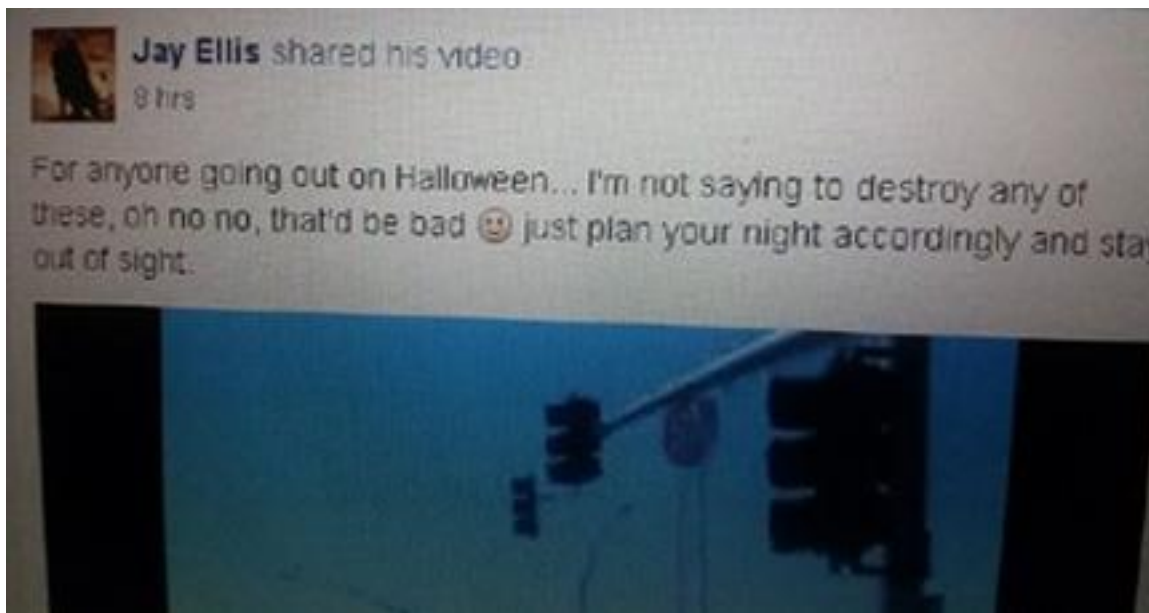 Jay Ellis shared his video
8 hrs
For anyone going out on Halloween... I'm not saying to destroy any of
these, oh no no, that'd be bad 🙂 just plan your night accordingly and stay
out of sight.